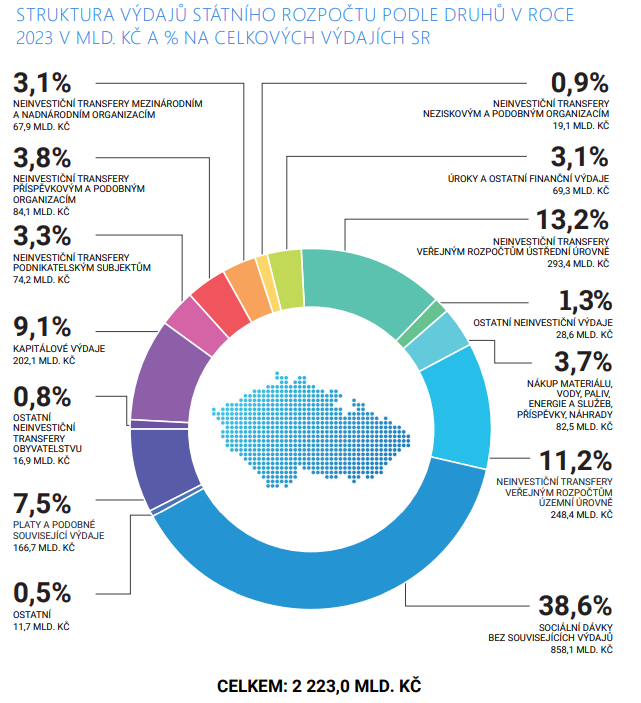 STRUKTURA VÝDAJŮ STÁTNÍHO ROZPOČTU PODLE DRUHŮ V ROCE
2023 V MLD. KČ A % NA CELKOVÝCH VÝDAJÍCH SR
3,1%
NEINVESTIČNÍ TRANSFERY MEZINÁRODNÍM
A NADNÁRODNÍM ORGANIZACÍM
67,9 MLD. KČ
3,8%
NEINVESTIČNÍ TRANSFERY
PŘÍSPĚVKOVÝM A PODOBNÝM
ORGANIZACÍM
84,1 MLD. KČ
3,3%
NEINVESTIČNÍ TRANSFERY
PODNIKATELSKÝM SUBJEKTŮM
74,2 MLD. KČ
9,1%
KAPITÁLOVÉ VÝDAJE
202,1 MLD. KČ
0,8%
OSTATNÍ
NEINVESTIČNÍ
TRANSFERY
OBYVATELSTVU
16,9 MLD. KČ
7,5%
PLATY A PODOBNÉ
SOUVISEJÍCÍ VÝDAJE
166,7 MLD. KČ
0,5%
OSTATNÍ
11,7 MLD. KČ
0,9%
NEINVESTIČNÍ TRANSFERY
NEZISKOVÝM A PODOBNÝM ORGANIZACÍM
19,1 MLD. KČ
3,1%
ÚROKY A OSTATNÍ FINANČNÍ VÝDAJE
69,3 MLD. KČ
13,2%
NEINVESTIČNÍ TRANSFERY
VEŘEJNÝM ROZPOČTŮM ÚSTŘEDNÍ ÚROVNĚ
293,4 MLD. KČ
1,3%
OSTATNÍ NEINVESTIČNÍ VÝDAJE
28,6 MLD. KČ
3,7%
NÁKUP MATERIÁLU,
VODY, PALIV,
ENERGIE A SLUŽEB,
PŘÍSPĚVKY, NÁHRADY
82,5 MLD. KČ
11,2%
NEINVESTIČNÍ TRANSFERY
VEŘEJNÝM ROZPOČTŮM
ÚZEMNÍ ÚROVNĚ
248,4 MLD. KČ
38,6%
SOCIÁLNÍ DÁVKY
BEZ SOUVISEJÍCÍCH VÝDAJŮ
858,1 MLD. KČ
CELKEM: 2 223,0 MLD. KČ